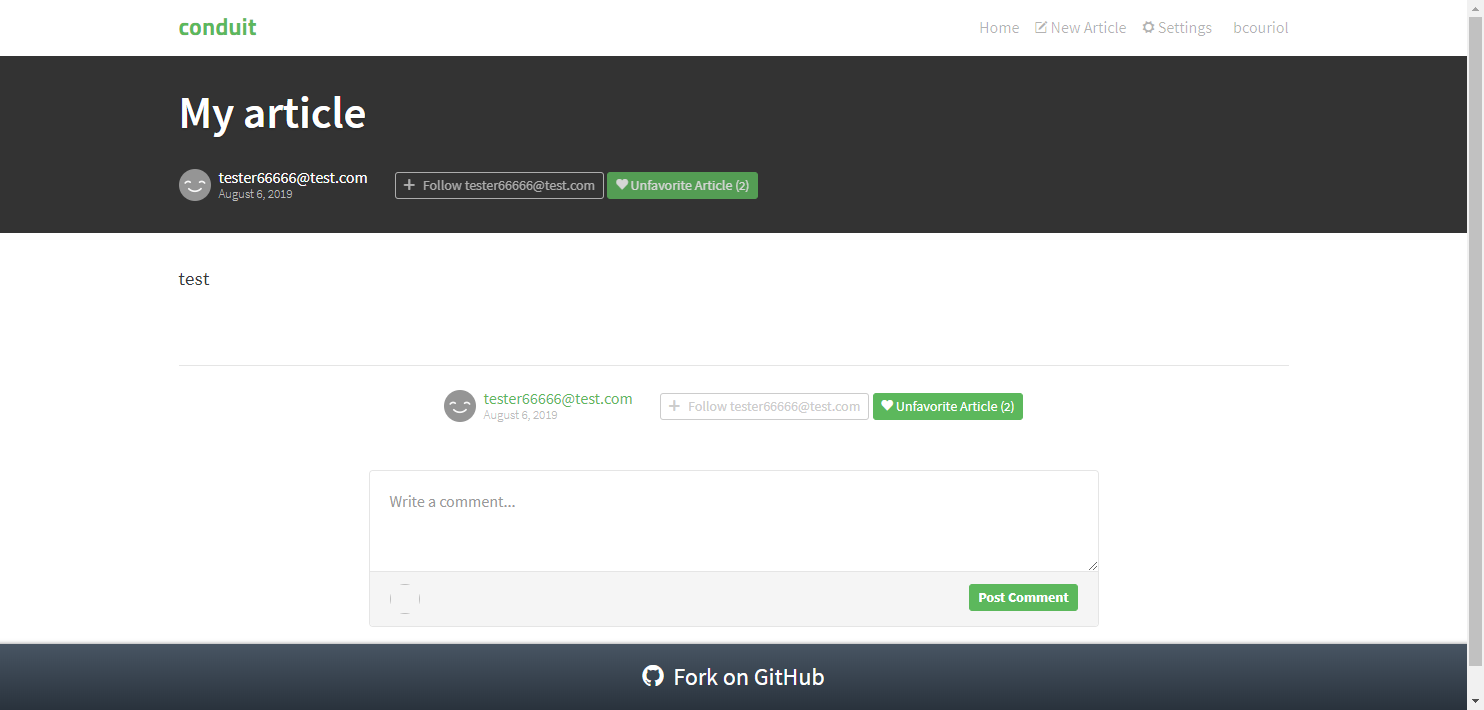 conduit
Home New Article Settings bcouriol
My article
tester66666@test.com
August 6, 2019
Follow tester66666@test.com
Unfavorite Article (2)
test
tester66666@test.com
August 6, 2019
Follow tester66666@test.com
Unfavorite Article (2)
Write a comment...
Post Comment
Fork on GitHub